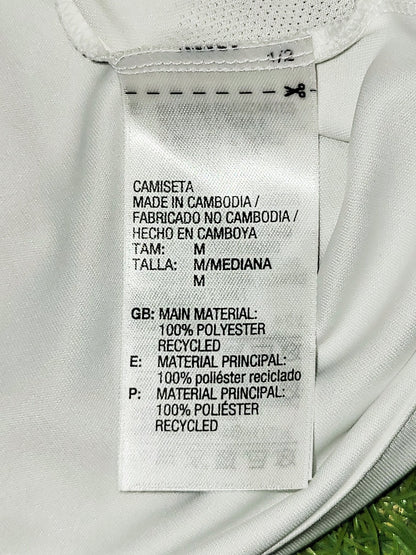 1/2
CAMISETA
MADE IN CAMBODIA /
FABRICADO NO CAMBODIA /
HECHO EN CAMBOYA
TAM: M
TALLA: M/MEDIANA
M
GB: MAIN MATERIAL:
100% POLYESTER
RECYCLED
E: MATERIAL PRINCIPAL:
100% poliéster reciclado
P: MATERIAL PRINCIPAL:
100% POLIÉSTER
RECYCLED